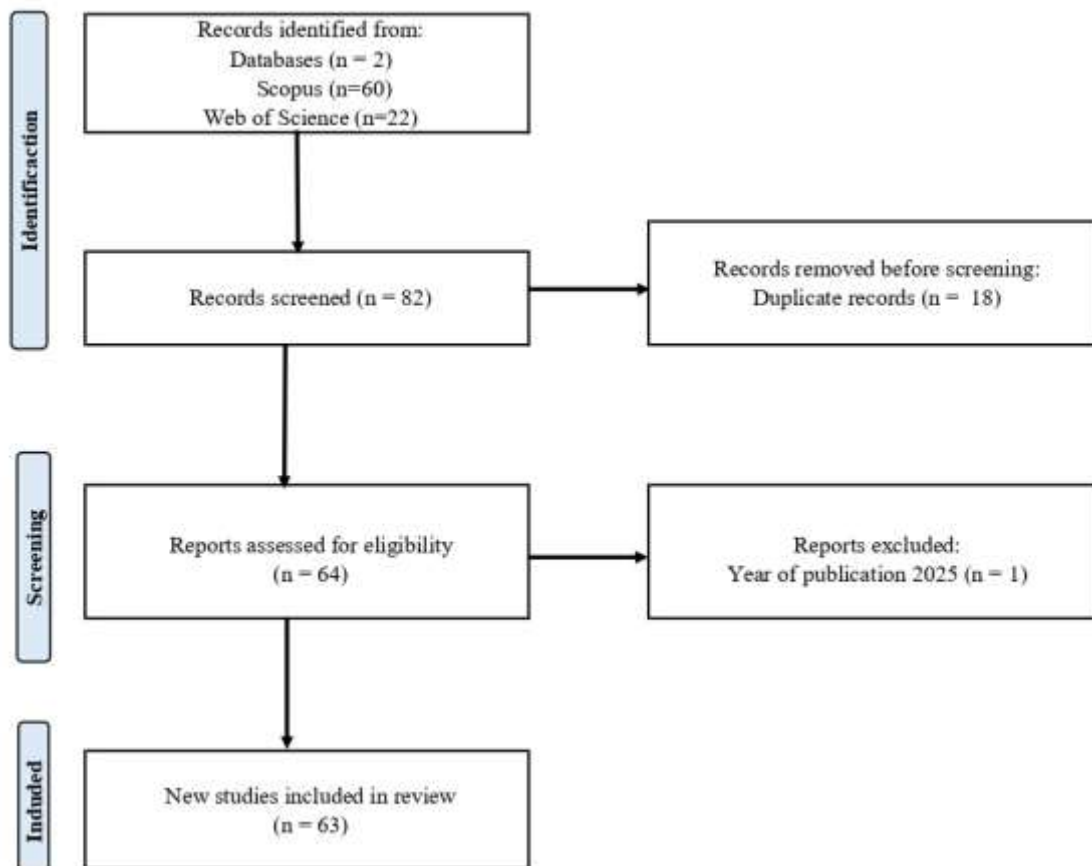 Identificaction
Records identified from:
Databases (n = 2)
Scopus (n=60)
Web of Science (n=22)
Records screened (n = 82)
Records removed before screening:
Duplicate records (n = 18)
Screening
Reports assessed for eligibility
(n = 64)
Reports excluded:
Year of publication 2025 (n = 1)
Included
New studies included in review
(n = 63)